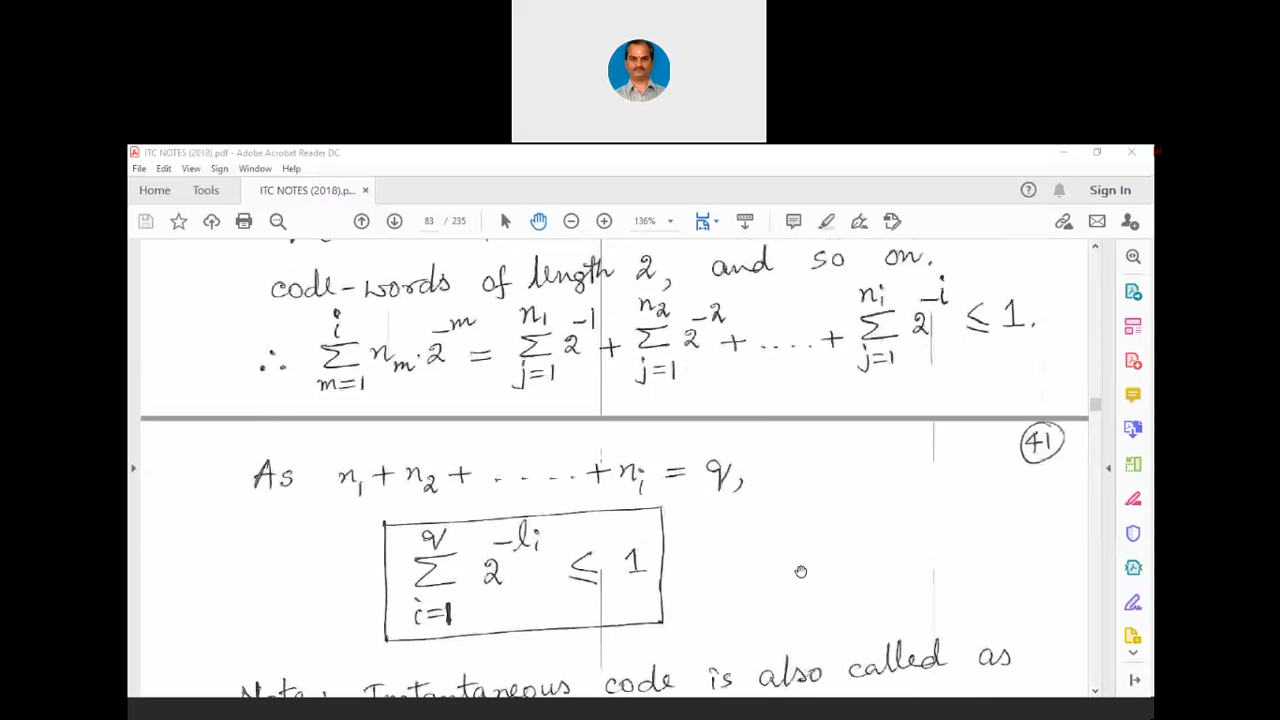 ITC NOTES (2018).pdf - Adobe Acrobat Reader DC
File Edit View Sign Window Help
Home Tools ITC NOTES (2018).p... × Sign In
83 / 235 136%
code-words of length 2, and so on.
∴ Σ_{m=1}^{i} n_m · 2^{-m} = Σ_{j=1}^{n_1} 2^{-1} + Σ_{j=1}^{n_2} 2^{-2} + ..... + Σ_{j=1}^{n_i} 2^{-i} ≤ 1.
41
As n_1 + n_2 + ..... + n_i = q,
Σ_{i=1}^{q} 2^{-l_i} ≤ 1
Note: Instantaneous code is also called as